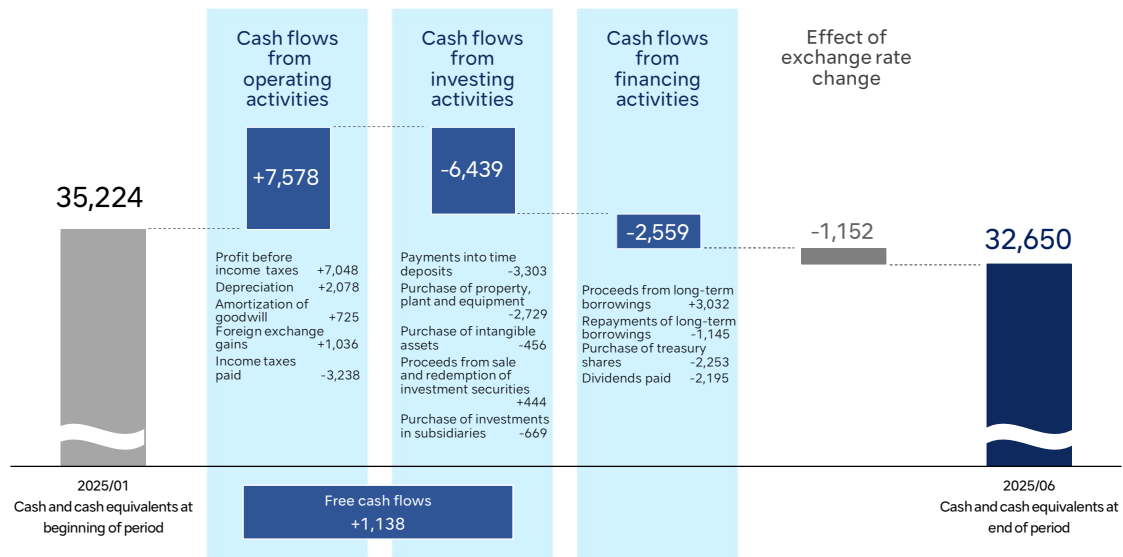 Cash flows
from
operating
activities
Cash flows
from
investing
activities
Cash flows
from
financing
activities
Effect of
exchange rate
change
35,224
+7,578
-6,439
-2,559
-1,152
32,650
Profit before
income taxes +7,048
Depreciation +2,078
Amortization of
goodwill +725
Foreign exchange
gains +1,036
Income taxes
paid -3,238
Payments into time
deposits -3,303
Purchase of property,
plant and equipment
-2,729
Purchase of intangible
assets -456
Proceeds from sale
and redemption of
investment securities
+444
Purchase of investments
in subsidiaries -669
Proceeds from long-term
borrowings +3,032
Repayments of long-term
borrowings -1,145
Purchase of treasury
shares -2,253
Dividends paid -2,195
2025/01
Cash and cash equivalents at
beginning of period
Free cash flows
+1,138
2025/06
Cash and cash equivalents at
end of period